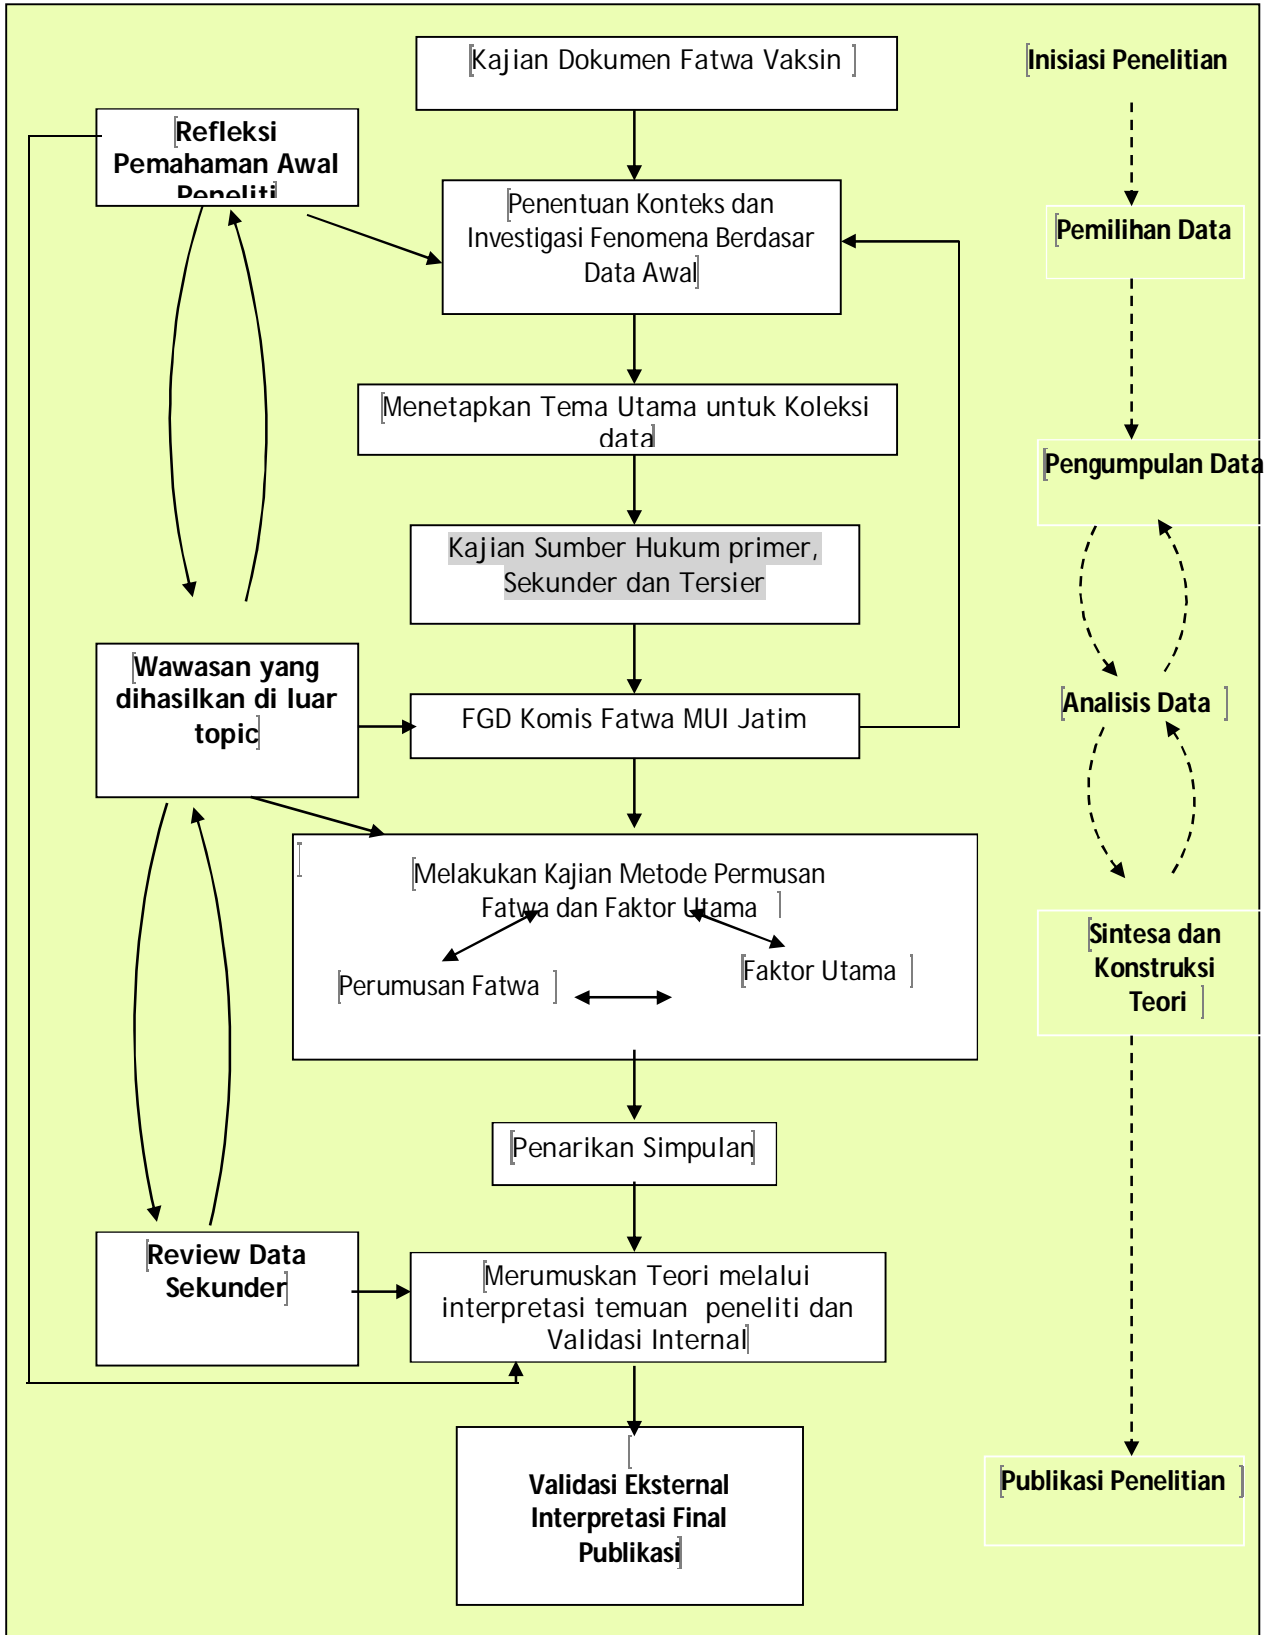 Kajian Dokumen Fatwa Vaksin
Inisiasi Penelitian
Refleksi
Pemahaman Awal
Peneliti
Penentuan Konteks dan
Investigasi Fenomena Berdasar
Data Awal
Pemilihan Data
Menetapkan Tema Utama untuk Koleksi
data
Pengumpulan Data
Kajian Sumber Hukum primer,
Sekunder dan Tersier
Wawasan yang
dihasilkan di luar
topic
FGD Komis Fatwa MUI Jatim
Analisis Data
Melakukan Kajian Metode Permusan
Fatwa dan Faktor Utama
Perumusan Fatwa
Faktor Utama
Sintesa dan
Konstruksi
Teori
Penarikan Simpulan
Review Data
Sekunder
Merumuskan Teori melalui
interpretasi temuan peneliti dan
Validasi Internal
Validasi Eksternal
Interpretasi Final
Publikasi
Publikasi Penelitian